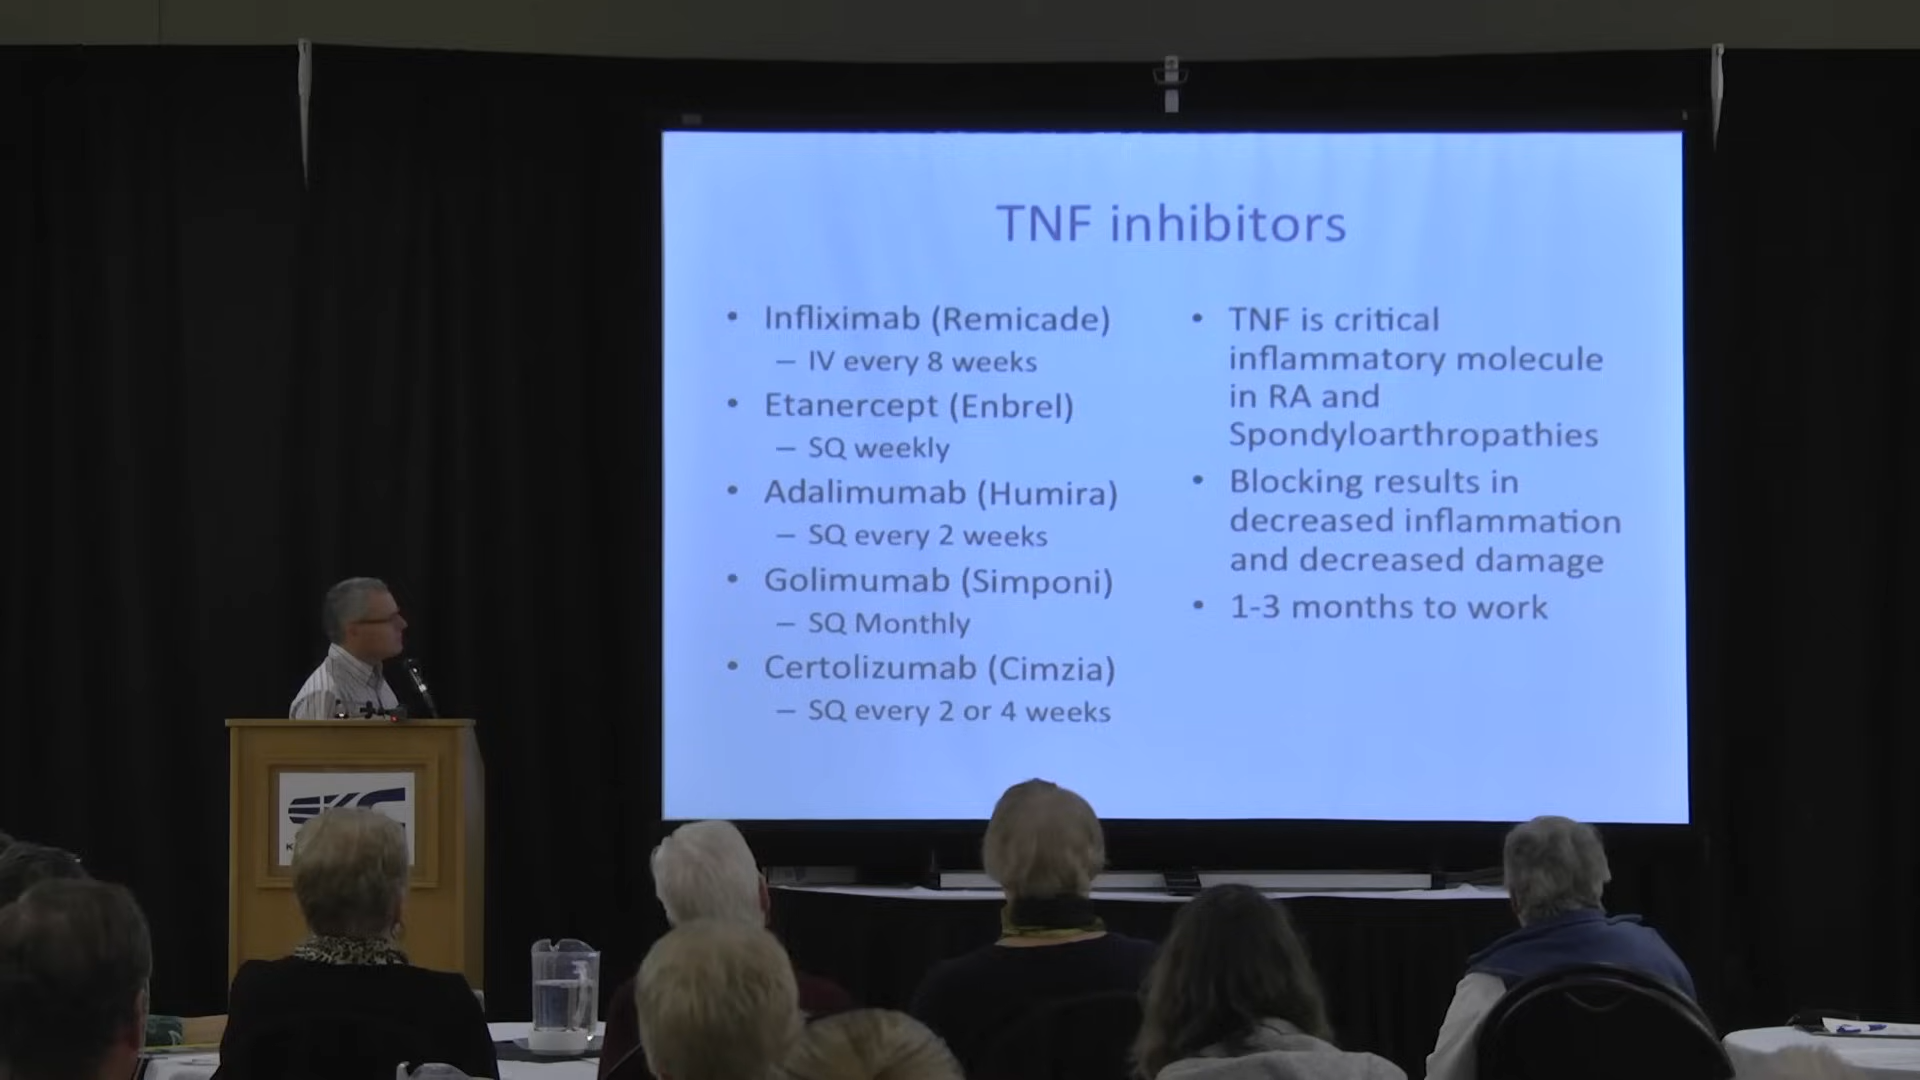 TNF inhibitors
• Infliximab (Remicade)
– IV every 8 weeks
• Etanercept (Enbrel)
– SQ weekly
• Adalimumab (Humira)
– SQ every 2 weeks
• Golimumab (Simponi)
– SQ Monthly
• Certolizumab (Cimzia)
– SQ every 2 or 4 weeks
• TNF is critical
inflammatory molecule
in RA and
Spondyloarthropathies
• Blocking results in
decreased inflammation
and decreased damage
• 1-3 months to work